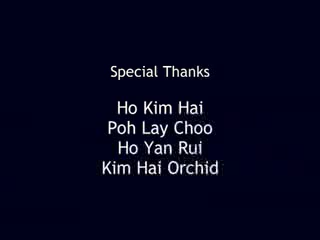 Special Thanks
Ho Kim Hai
Poh Lay Choo
Ho Yan Rui
Kim Hai Orchid